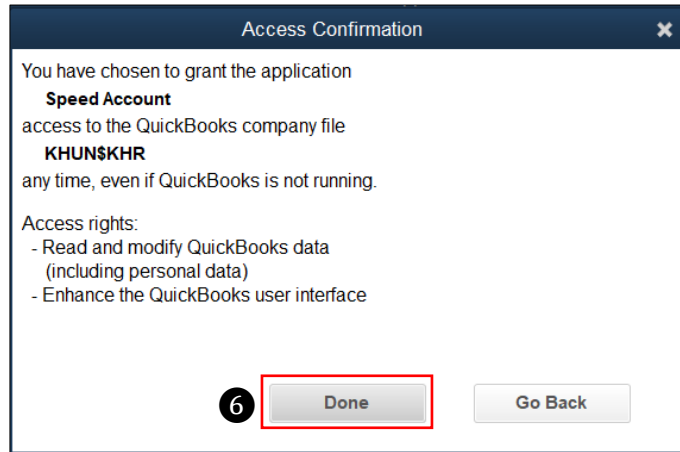 Access Confirmation
You have chosen to grant the application
Speed Account
access to the QuickBooks company file
KHUN$KHR
any time, even if QuickBooks is not running.
Access rights:
- Read and modify QuickBooks data
(including personal data)
- Enhance the QuickBooks user interface
6 Done Go Back